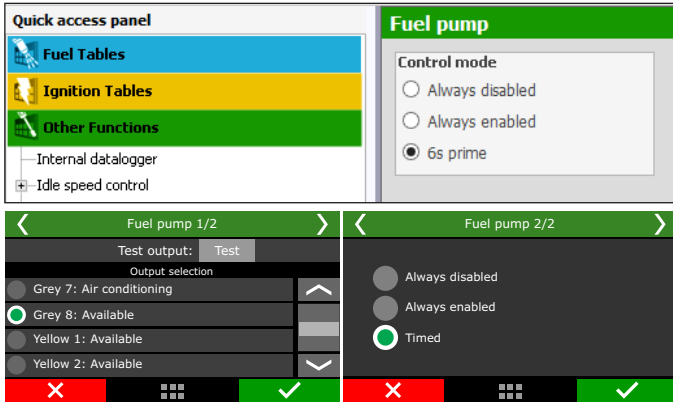 Quick access panel
Fuel Tables
Ignition Tables
Other Functions
Internal datalogger
Idle speed control
Fuel pump
Control mode
Always disabled
Always enabled
6s prime
Fuel pump 1/2
Test output: Test
Output selection
Grey 7: Air conditioning
Grey 8: Available
Yellow 1: Available
Yellow 2: Available
Fuel pump 2/2
Always disabled
Always enabled
Timed